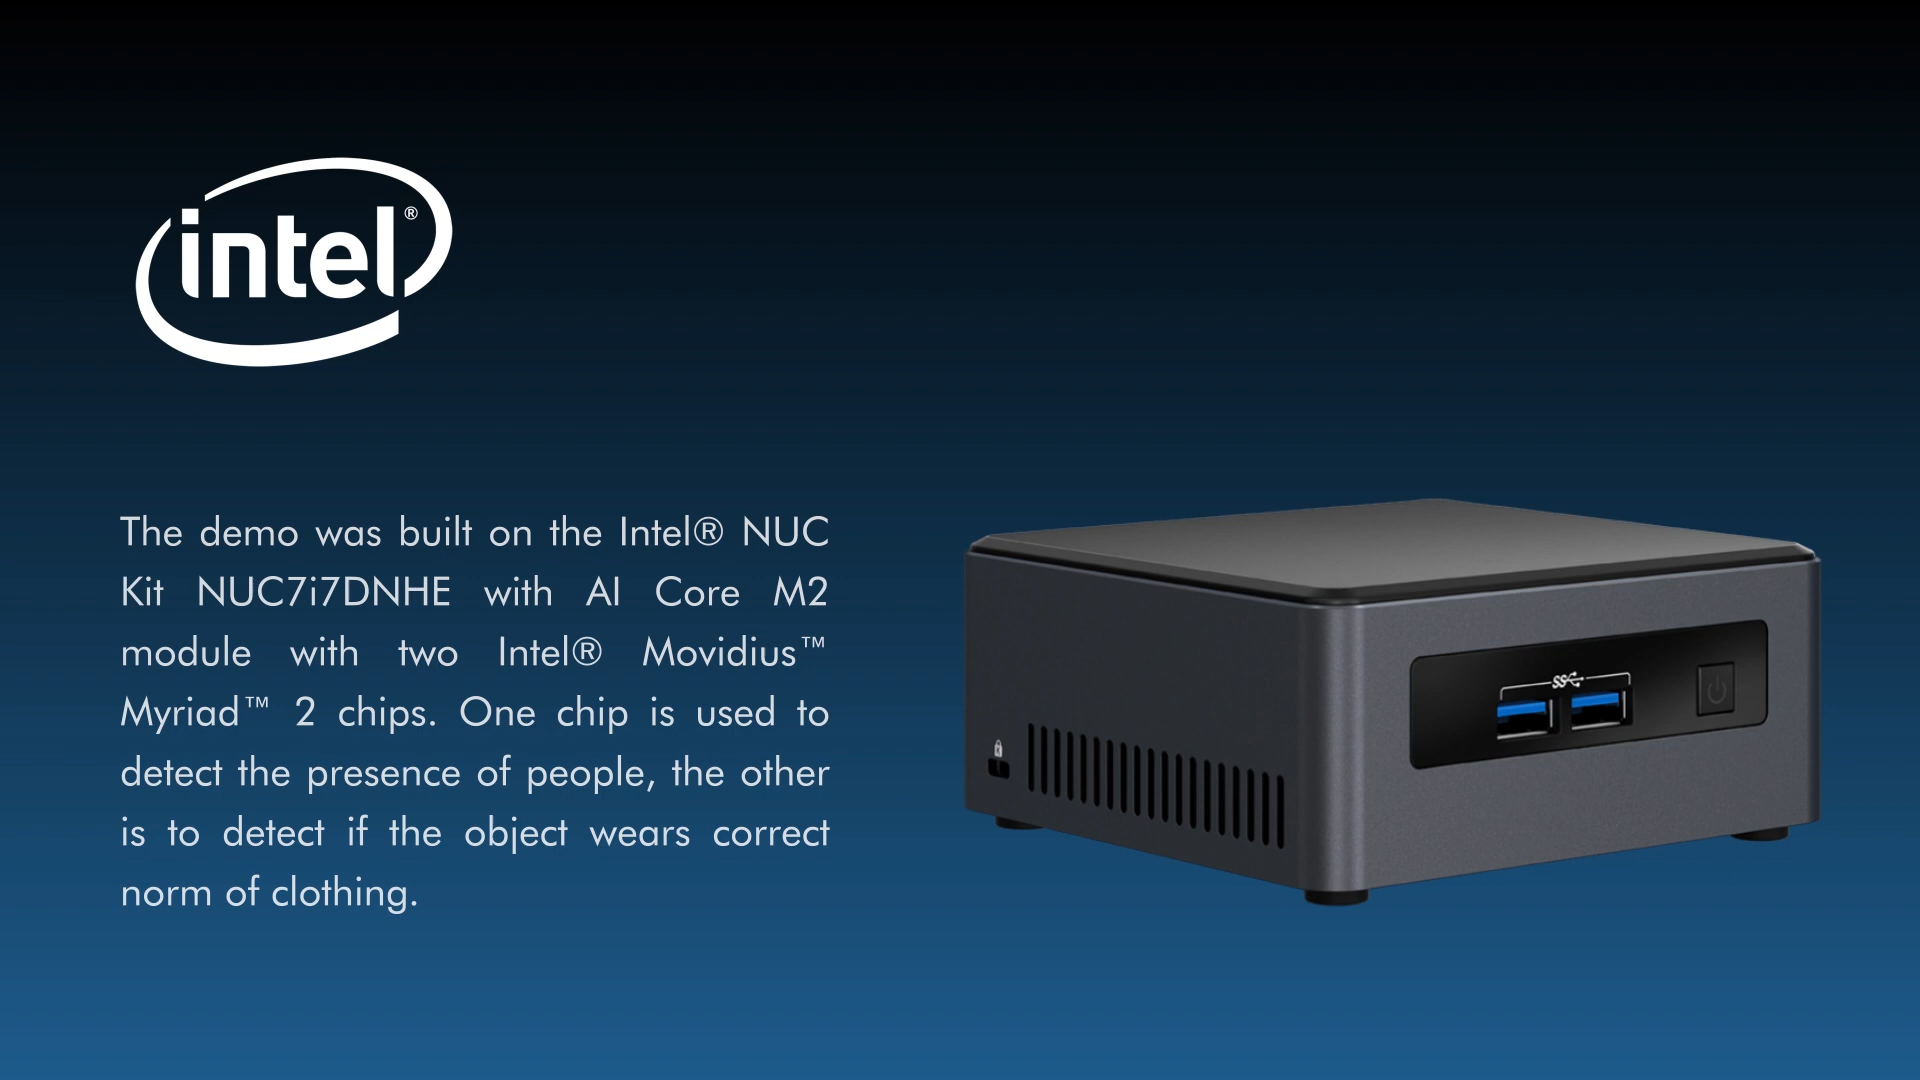 intel®
The demo was built on the Intel® NUC
Kit NUC7i7DNHE with AI Core M2
module with two Intel® Movidius™
Myriad™ 2 chips. One chip is used to
detect the presence of people, the other
is to detect if the object wears correct
norm of clothing.
SS